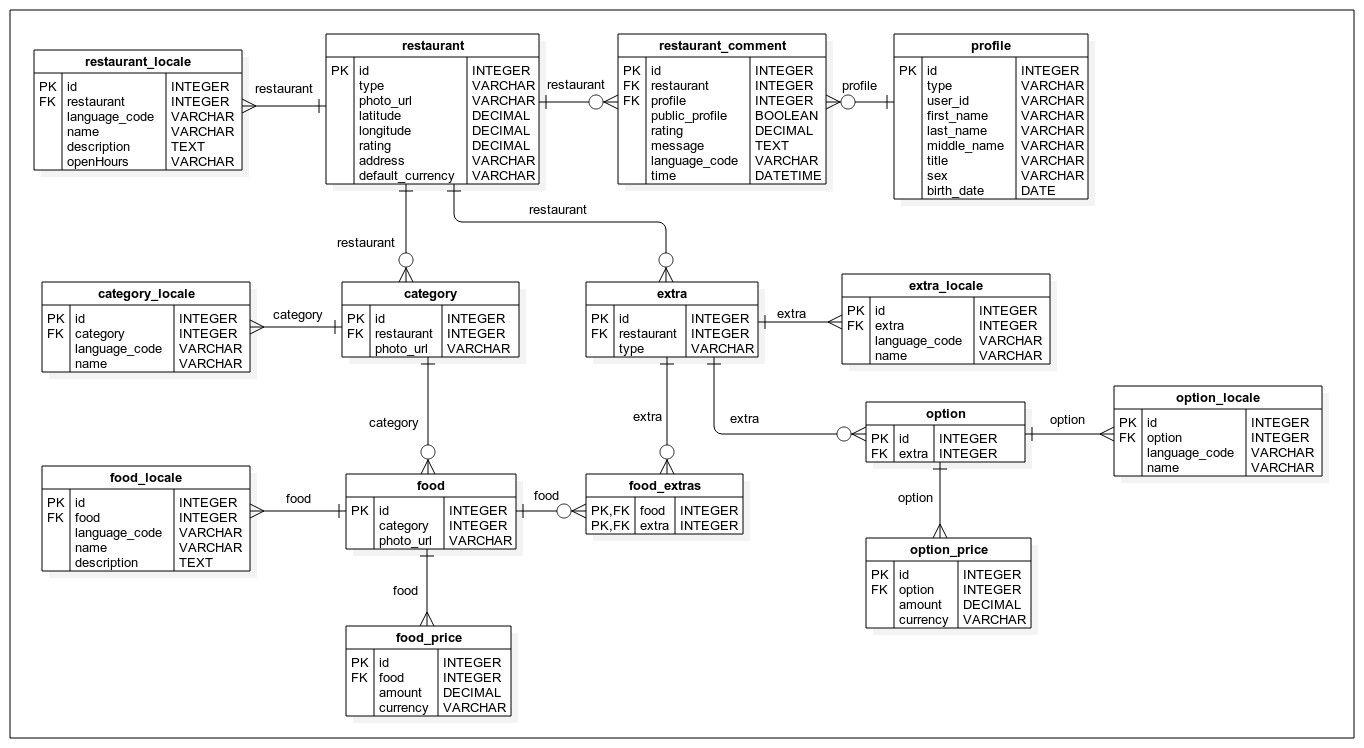 restaurant_locale
PK id INTEGER
FK restaurant INTEGER
language_code VARCHAR
name VARCHAR
description TEXT
openHours VARCHAR
restaurant
restaurant
PK id INTEGER
type VARCHAR
photo_url VARCHAR
latitude DECIMAL
longitude DECIMAL
rating DECIMAL
address VARCHAR
default_currency VARCHAR
restaurant
restaurant_comment
PK id INTEGER
FK restaurant INTEGER
FK profile INTEGER
public_profile BOOLEAN
rating DECIMAL
message TEXT
language_code VARCHAR
time DATETIME
profile
profile
PK id INTEGER
type VARCHAR
user_id VARCHAR
first_name VARCHAR
last_name VARCHAR
middle_name VARCHAR
title VARCHAR
sex VARCHAR
birth_date DATE
restaurant
restaurant
category_locale
PK id INTEGER
FK category INTEGER
language_code VARCHAR
name VARCHAR
category
category
PK id INTEGER
FK restaurant INTEGER
photo_url VARCHAR
extra
PK id INTEGER
FK restaurant INTEGER
type VARCHAR
extra
extra_locale
PK id INTEGER
FK extra INTEGER
language_code VARCHAR
name VARCHAR
category
extra
extra
option
PK id INTEGER
FK extra INTEGER
option
option_locale
PK id INTEGER
FK option INTEGER
language_code VARCHAR
name VARCHAR
food_locale
PK id INTEGER
FK food INTEGER
language_code VARCHAR
name VARCHAR
description TEXT
food
food
PK id INTEGER
category INTEGER
photo_url VARCHAR
food
food_extras
PK,FK food INTEGER
PK,FK extra INTEGER
option
option_price
PK id INTEGER
FK option INTEGER
amount DECIMAL
currency VARCHAR
food
food_price
PK id INTEGER
FK food INTEGER
amount DECIMAL
currency VARCHAR